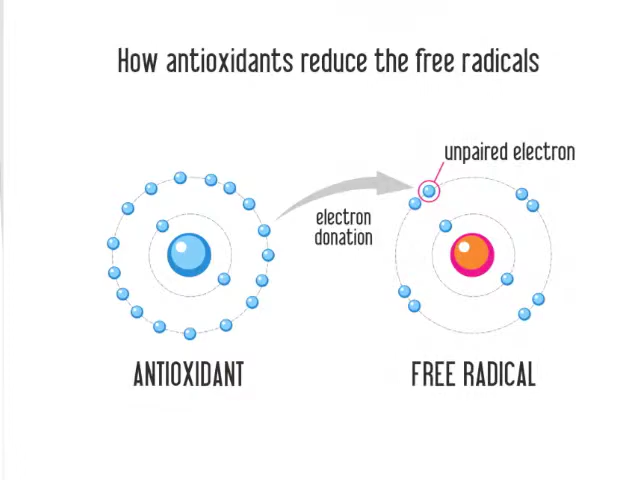 How antioxidants reduce the free radicals
unpaired electron
electron
donation
ANTIOXIDANT
FREE RADICAL